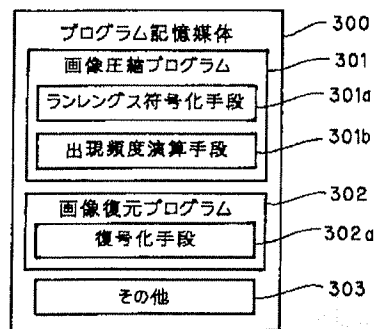 プログラム記憶媒体 300
画像圧縮プログラム 301
ランレングス符号化手段 301a
出現頻度演算手段 301b
画像復元プログラム 302
復号化手段 302a
その他 303